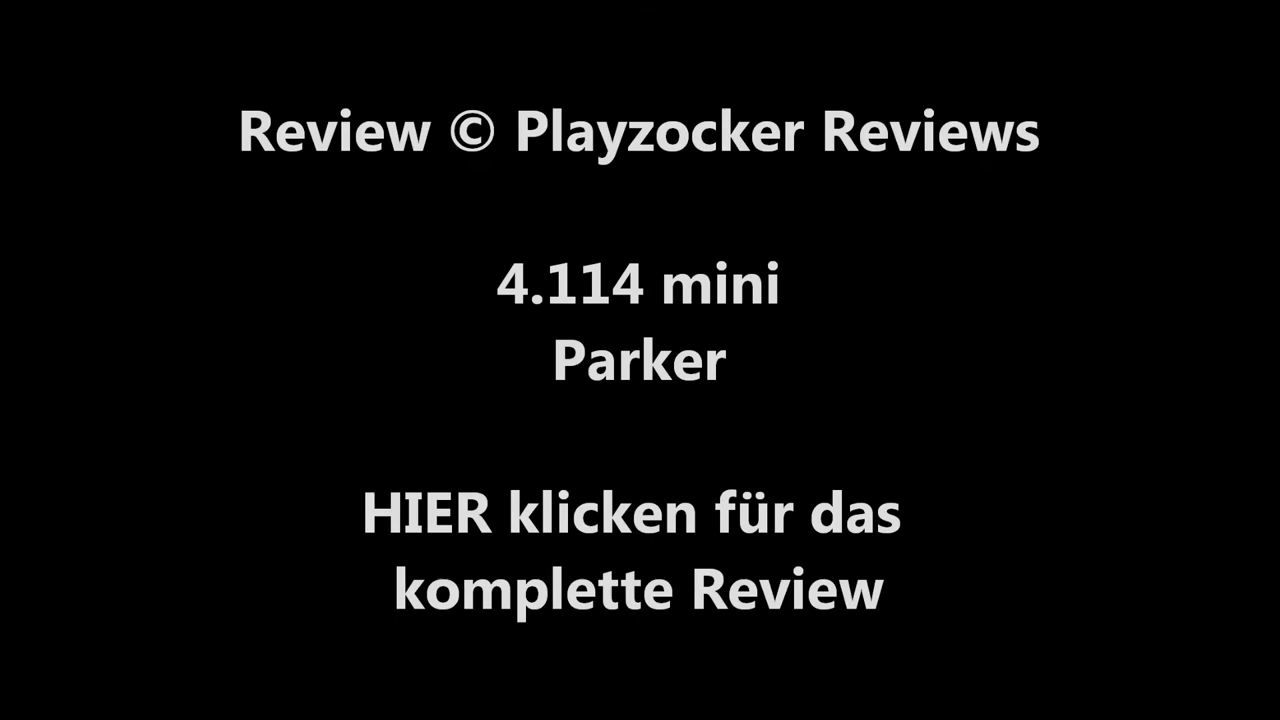 Review © Playzocker Reviews
4.114 mini
Parker
HIER klicken für das
komplette Review